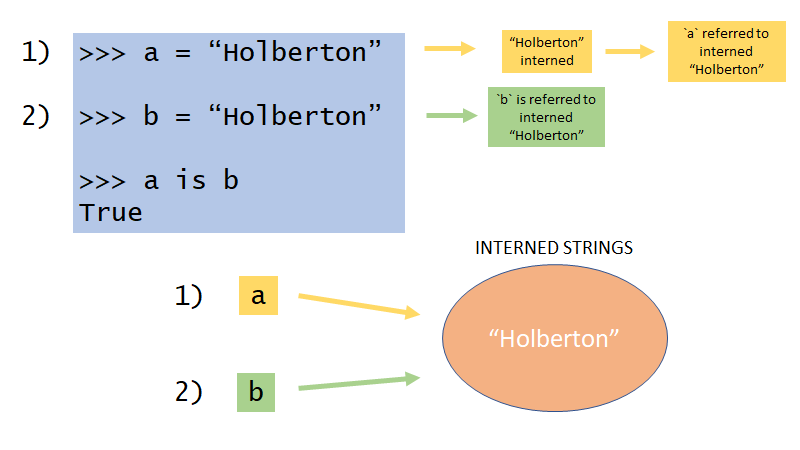 1) >>> a = “Holberton”
“Holberton”
interned
`a` referred to
interned
“Holberton”
2) >>> b = “Holberton”
`b` is referred to
interned
“Holberton”
>>> a is b
True
INTERNED STRINGS
1) a
“Holberton”
2) b